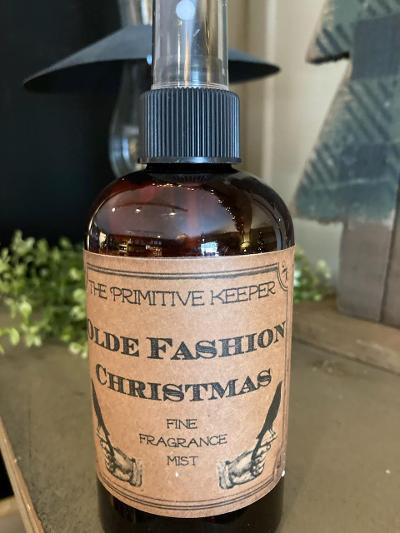 THE PRIMITIVE KEEPER
OLDE FASHION
CHRISTMAS
FINE
FRAGRANCE
MIST